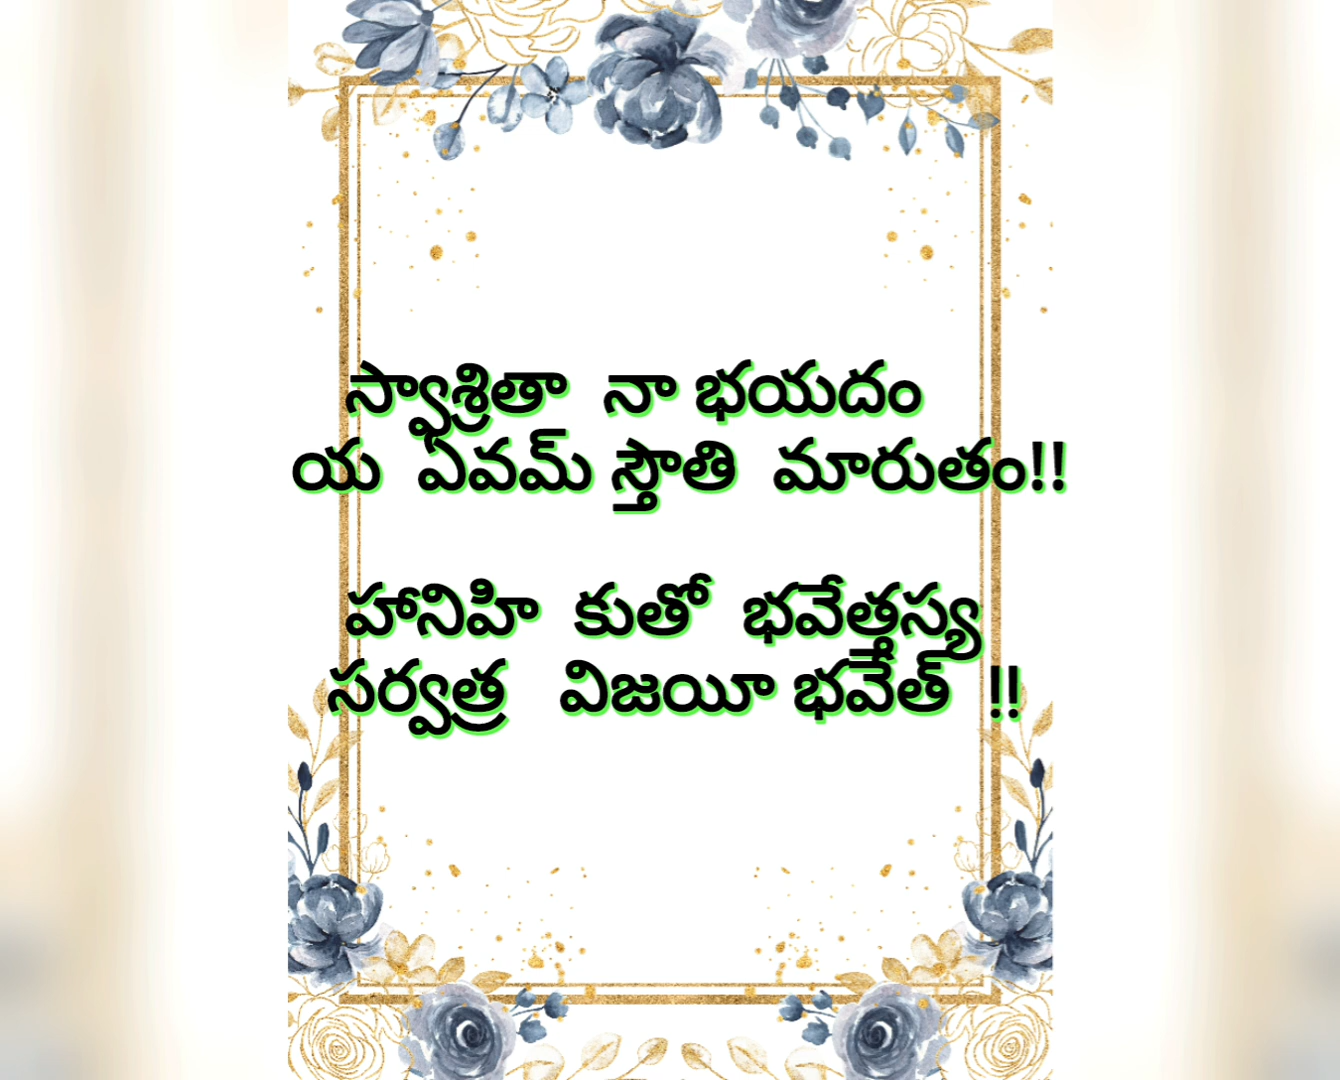 స్వాశ్రితా నా భయదం
య ఏవమ్ స్తౌతి మారుతం!!
హానిహి కుతో భవేత్తస్య
సర్వత్ర విజయీ భవేత్ !!